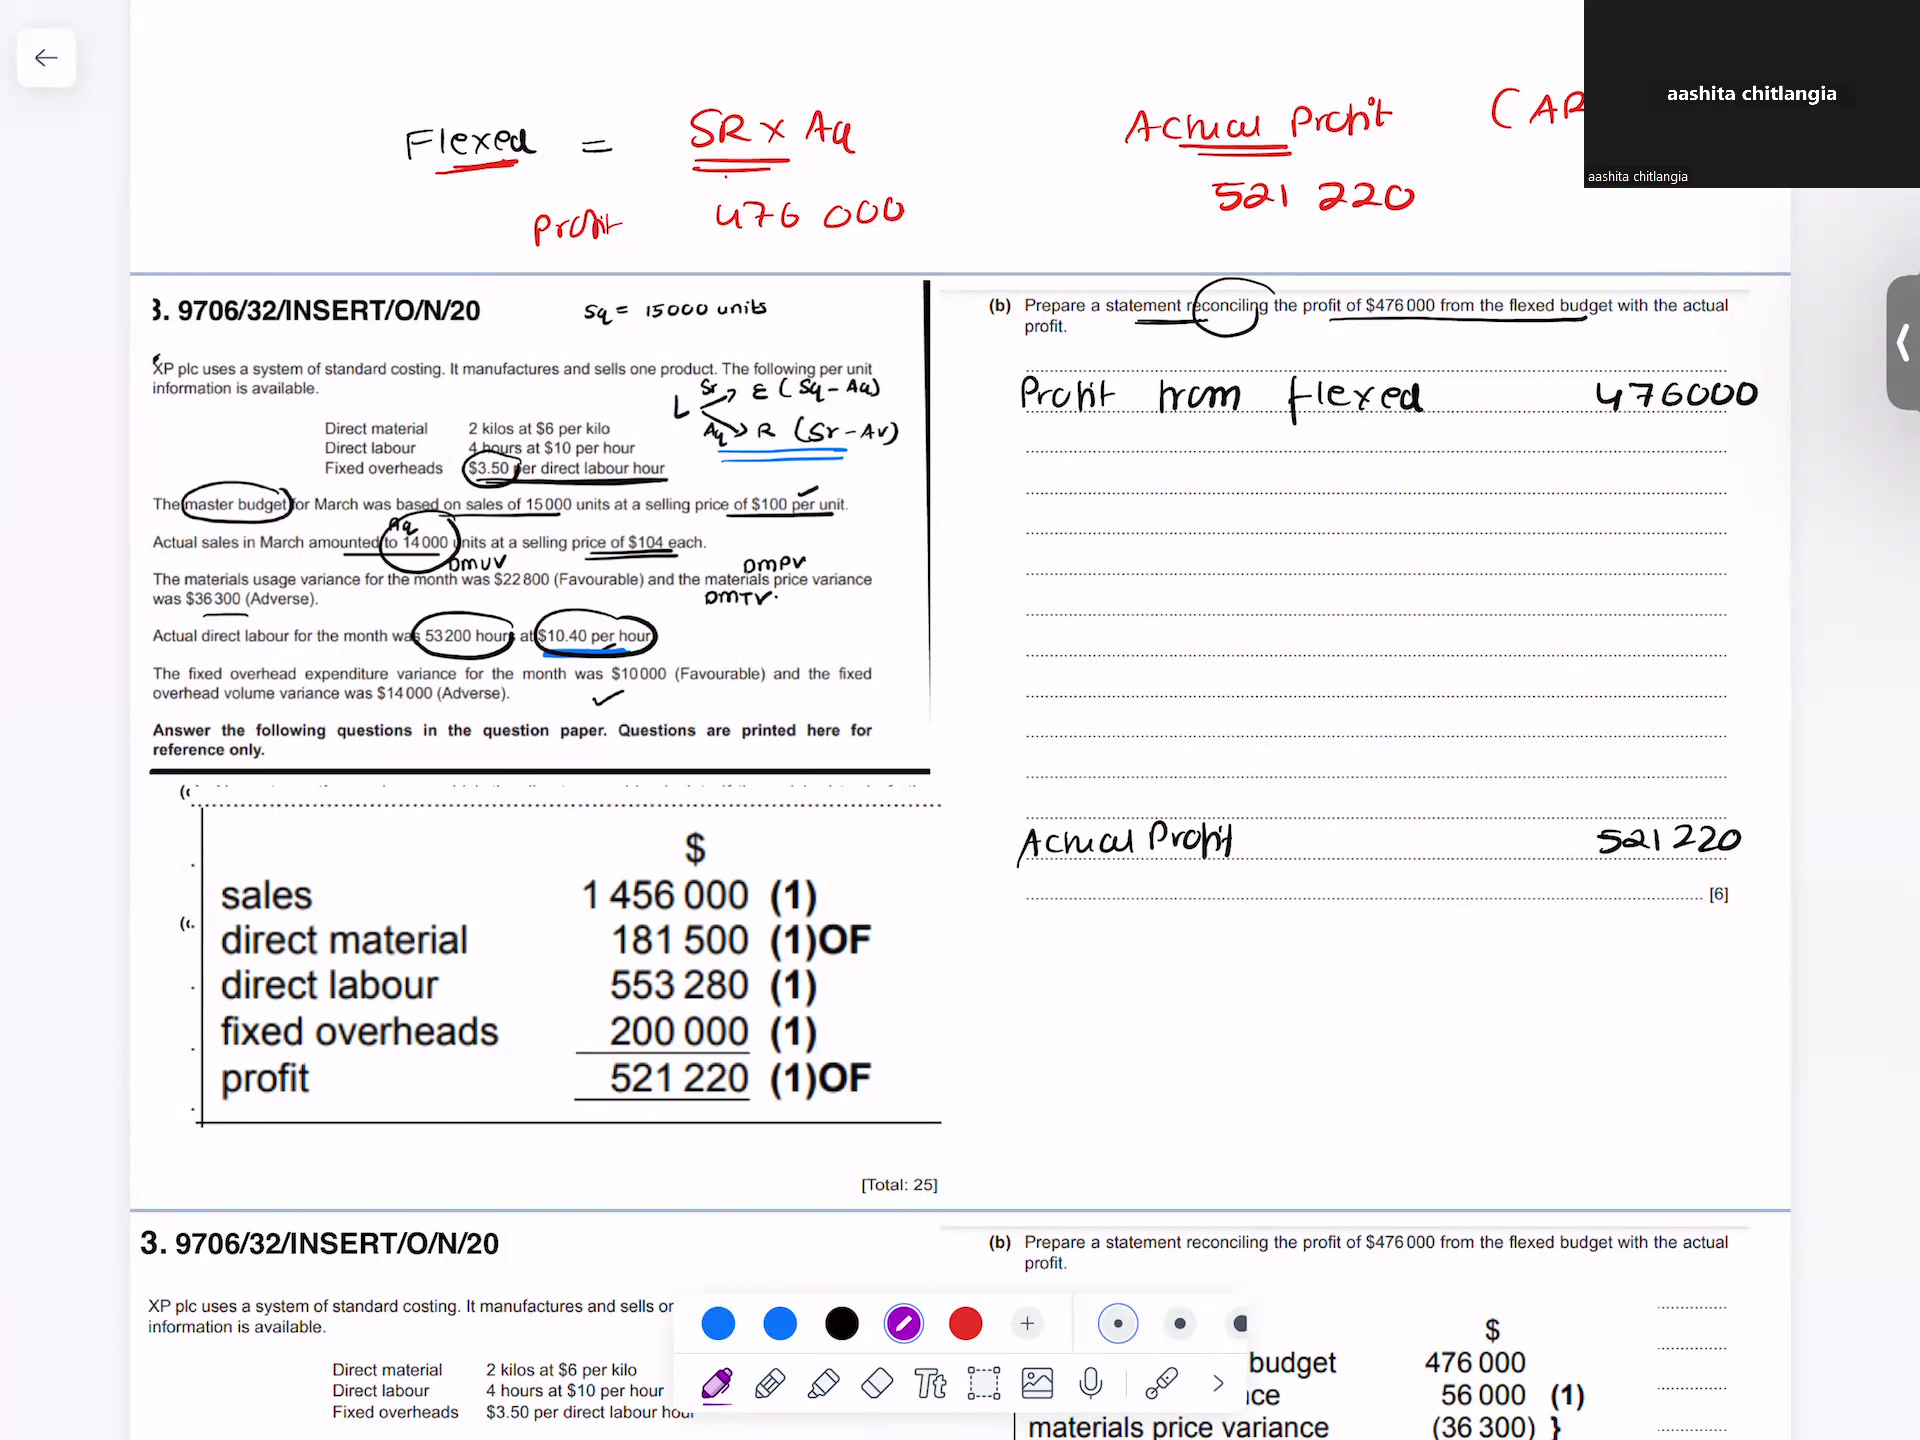 aashita chitlangia
aashita chitlangia
Flexed = SR x Aq
Profit 476 000
Actual Profit (AR
521 220
3. 9706/32/INSERT/O/N/20
Sq = 15000 units
XP plc uses a system of standard costing. It manufactures and sells one product. The following per unit
information is available.
L Sr → E (Sq - Aq)
Aq → R (Sr - Ar)
Direct material 2 kilos at $6 per kilo
Direct labour 4 hours at $10 per hour
Fixed overheads $3.50 per direct labour hour
The master budget for March was based on sales of 15 000 units at a selling price of $100 per unit.
Aq
Actual sales in March amounted to 14 000 units at a selling price of $104 each.
DMUV DMPV
The materials usage variance for the month was $22 800 (Favourable) and the materials price variance
was $36 300 (Adverse).
DMTV.
Actual direct labour for the month was 53 200 hours at $10.40 per hour
The fixed overhead expenditure variance for the month was $10 000 (Favourable) and the fixed
overhead volume variance was $14 000 (Adverse).
Answer the following questions in the question paper. Questions are printed here for
reference only.
$
sales 1 456 000 (1)
direct material 181 500 (1)OF
direct labour 553 280 (1)
fixed overheads 200 000 (1)
profit 521 220 (1)OF
[Total: 25]
(b) Prepare a statement reconciling the profit of $476 000 from the flexed budget with the actual
profit.
Profit from flexed 476000
Actual Profit 521 220
[6]
3. 9706/32/INSERT/O/N/20
XP plc uses a system of standard costing. It manufactures and sells or
information is available.
Direct material 2 kilos at $6 per kilo
Direct labour 4 hours at $10 per hour
Fixed overheads $3.50 per direct labour hour
(b) Prepare a statement reconciling the profit of $476 000 from the flexed budget with the actual
profit.
$
budget 476 000
ce 56 000 (1)
materials price variance (36 300) }
Tt